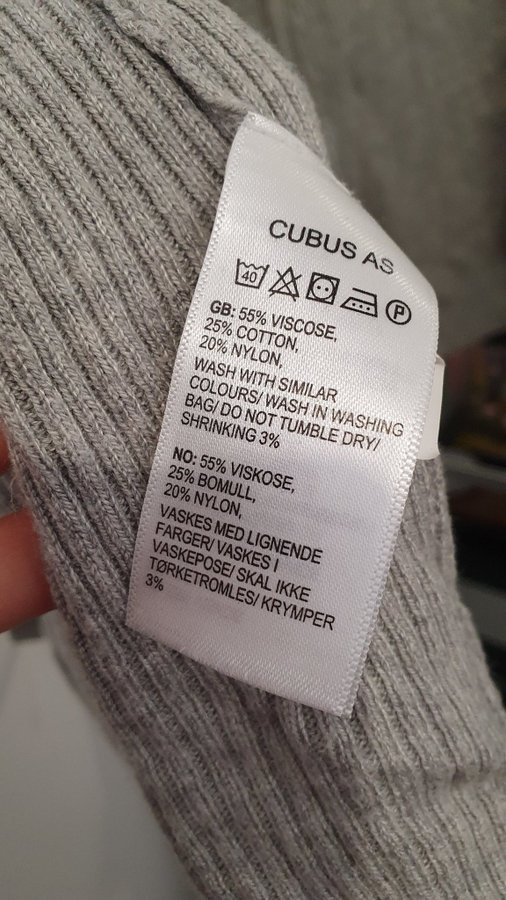 CUBUS AS
40 P
GB: 55% VISCOSE,
25% COTTON,
20% NYLON,
WASH WITH SIMILAR
COLOURS/ WASH IN WASHING
BAG/ DO NOT TUMBLE DRY/
SHRINKING 3%
NO: 55% VISKOSE,
25% BOMULL,
20% NYLON,
VASKES MED LIGNENDE
FARGER/ VASKES I
VASKEPOSE/ SKAL IKKE
TØRKETROMLES/ KRYMPER
3%